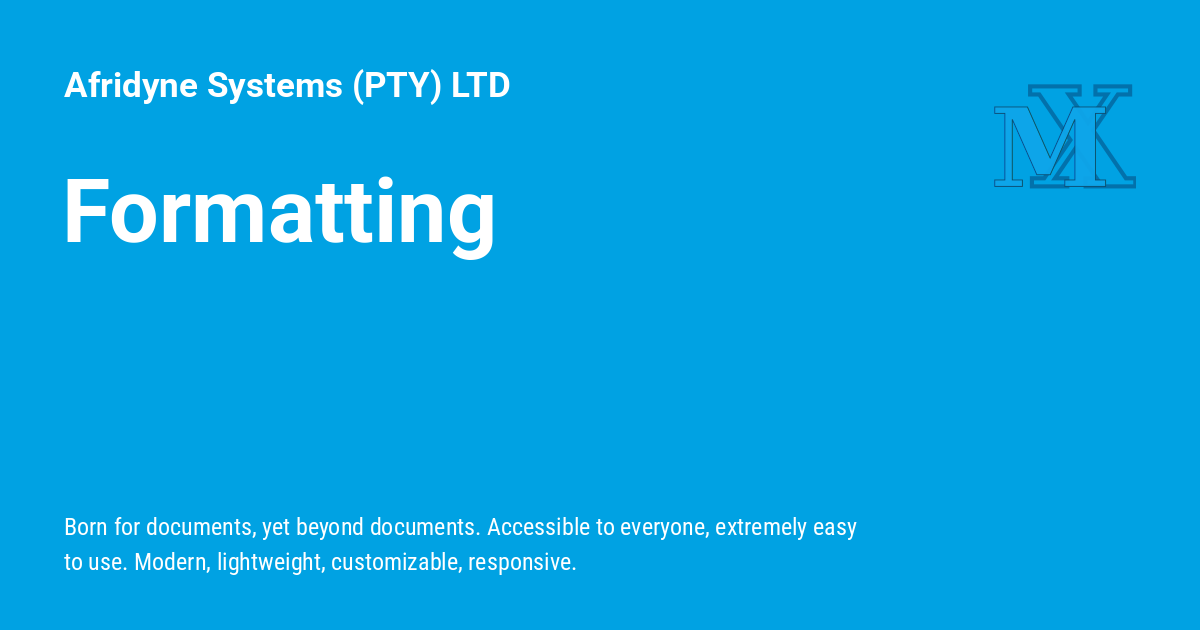 Afridyne Systems (PTY) LTD
MX
Formatting
Born for documents, yet beyond documents. Accessible to everyone, extremely easy
to use. Modern, lightweight, customizable, responsive.